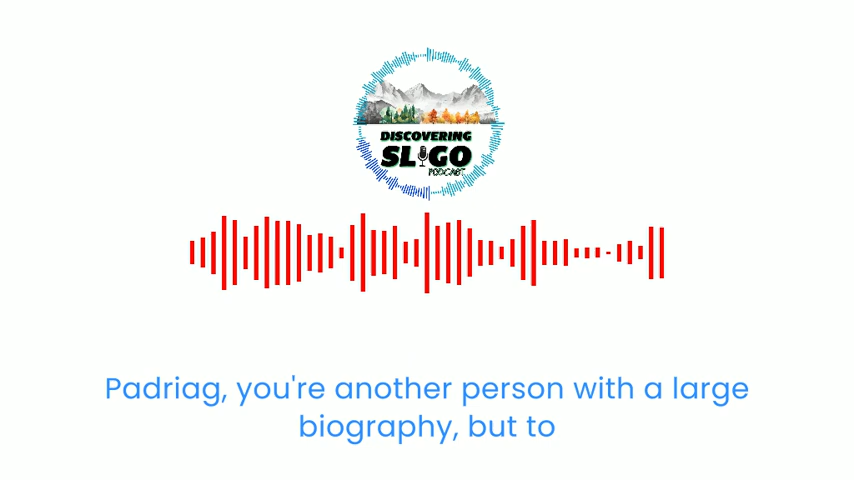 DISCOVERING
SLIGO
PODCAST
Padriag, you're another person with a large
biography, but to